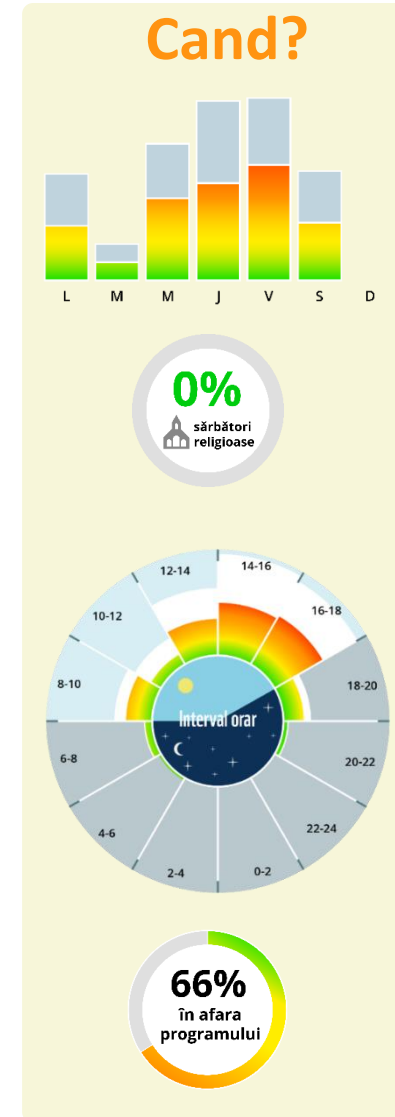 Cand?
L M M J V S D
0%
sărbători
religioase
12-14 14-16
10-12 16-18
8-10 18-20
Interval orar
6-8 20-22
4-6 22-24
2-4 0-2
66%
în afara
programului